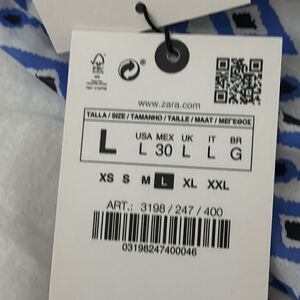 www.zara.com
TALLA / SIZE / TAMANHO / TAILLE / MAAT / ΜΕΓΕΘΟΣ
USA MEX UK IT BR
L L 30 L L G
XS S M L XL XXL
ART.: 3198 / 247 / 400
03198247400046